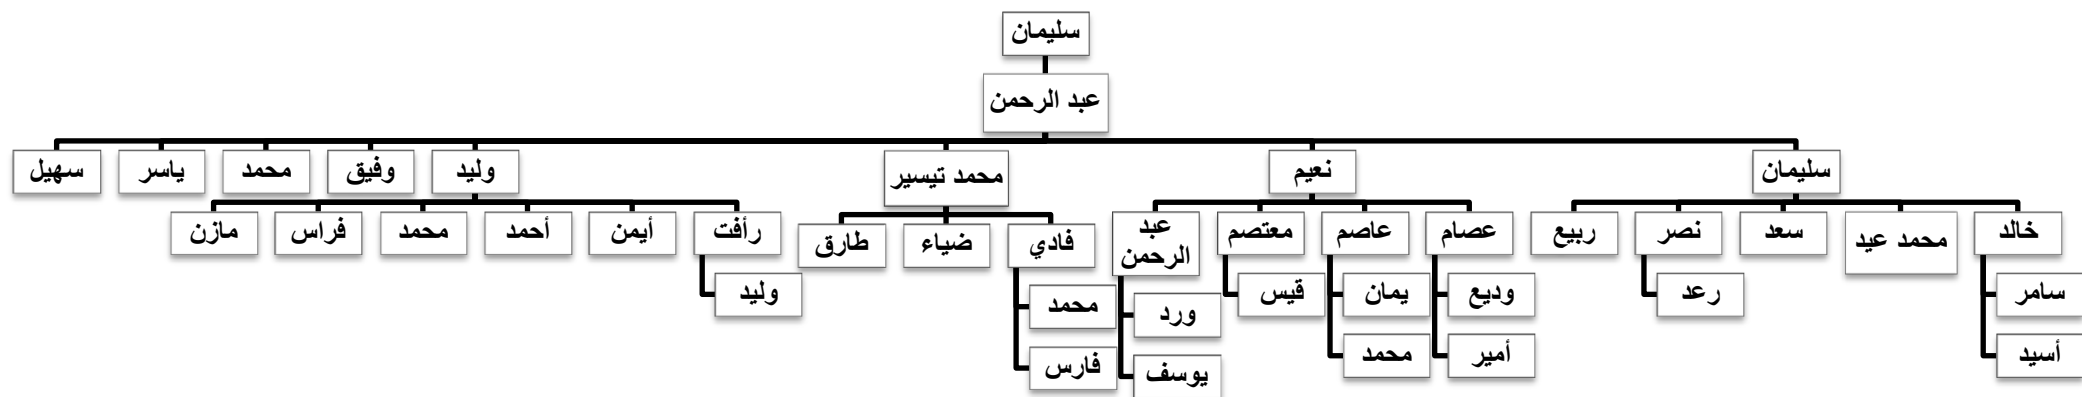 سليمان
عبد الرحمن
سليمان
نعيم
محمد تيسير
وليد
وفيق
محمد
ياسر
سهيل
خالد
محمد عيد
سعد
نصر
ربيع
عصام
عاصم
معتصم
عبد
الرحمن
فادي
ضياء
طارق
رأفت
أيمن
أحمد
محمد
فراس
مازن
سامر
رعد
وديع
يمان
قيس
ورد
محمد
وليد
أسيد
أمير
محمد
يوسف
فارس